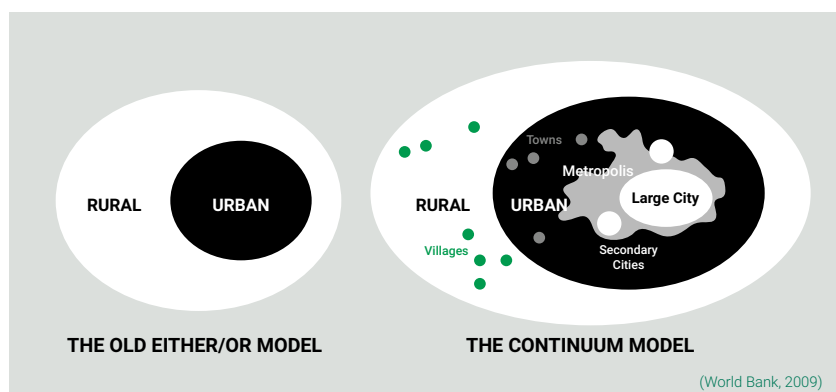 RURAL
URBAN
THE OLD EITHER/OR MODEL
Towns
Metropolis
Large City
RURAL
URBAN
Villages
Secondary
Cities
THE CONTINUUM MODEL
(World Bank, 2009)